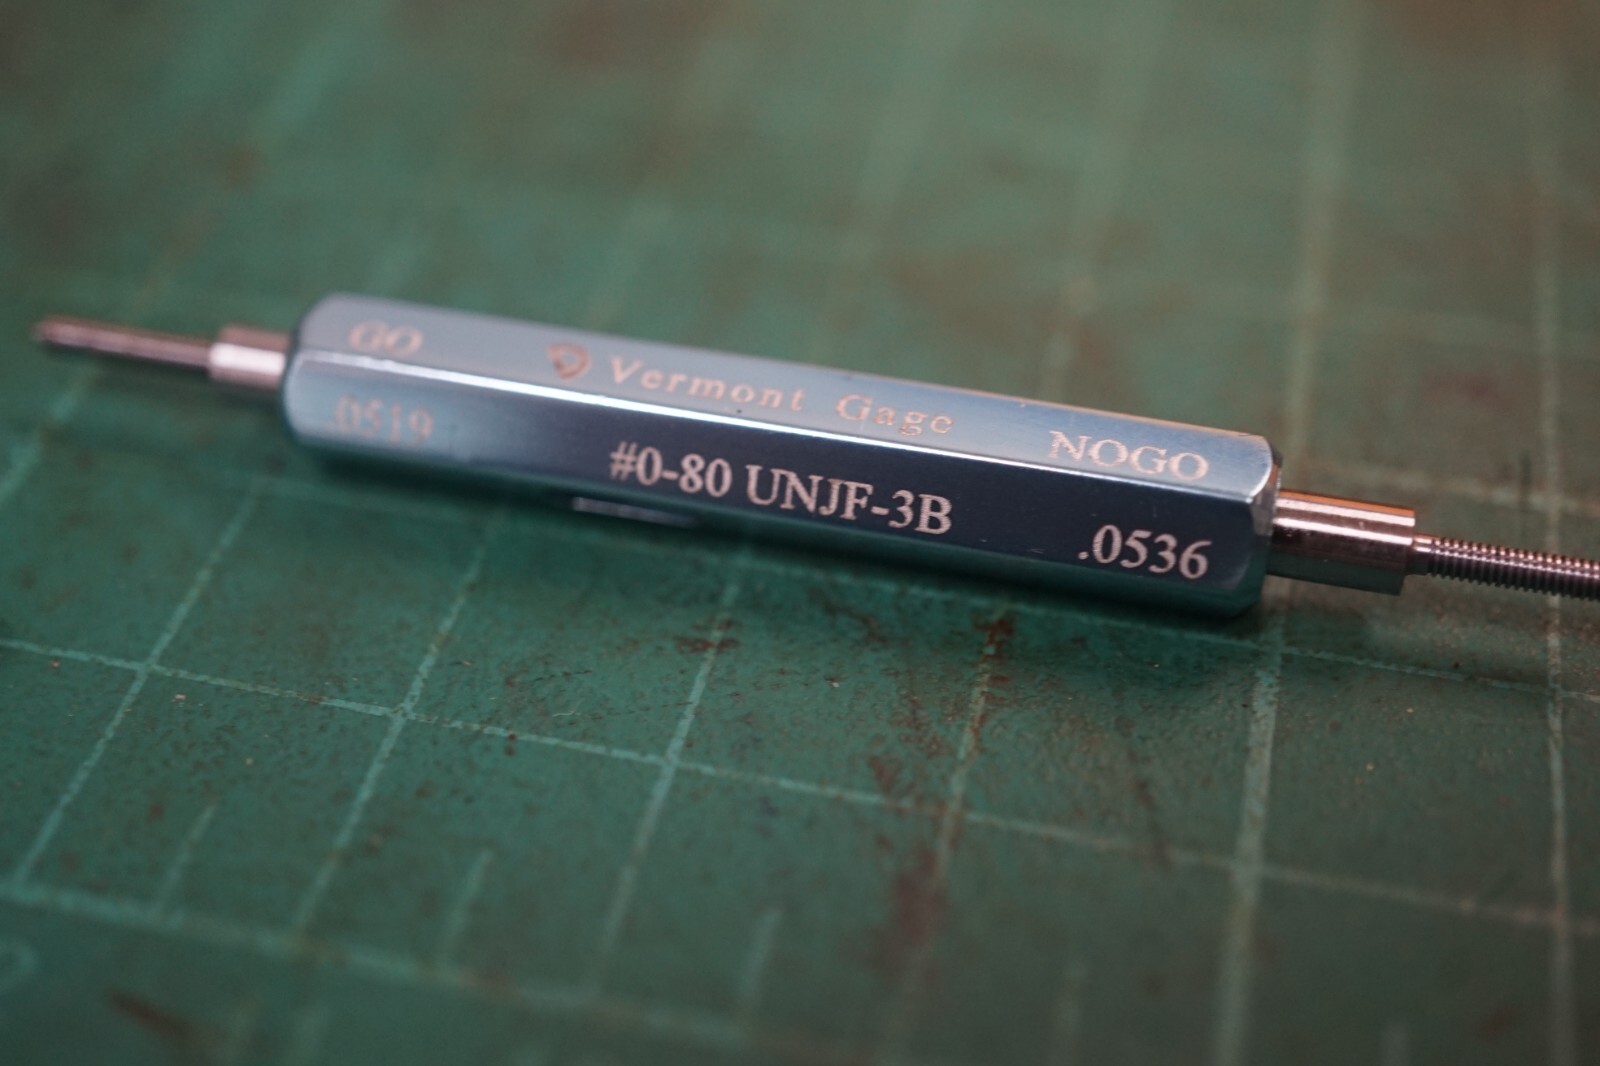 GO Vermont Gage NOGO
.0519 #0-80 UNJF-3B .0536